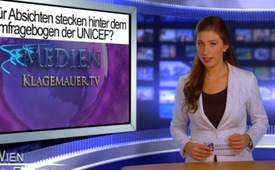 ür Absichten stecken hinter dem
mfragebogen der UNICEF?
MEDIEN
KLAGEMAUER.TV
WIEN